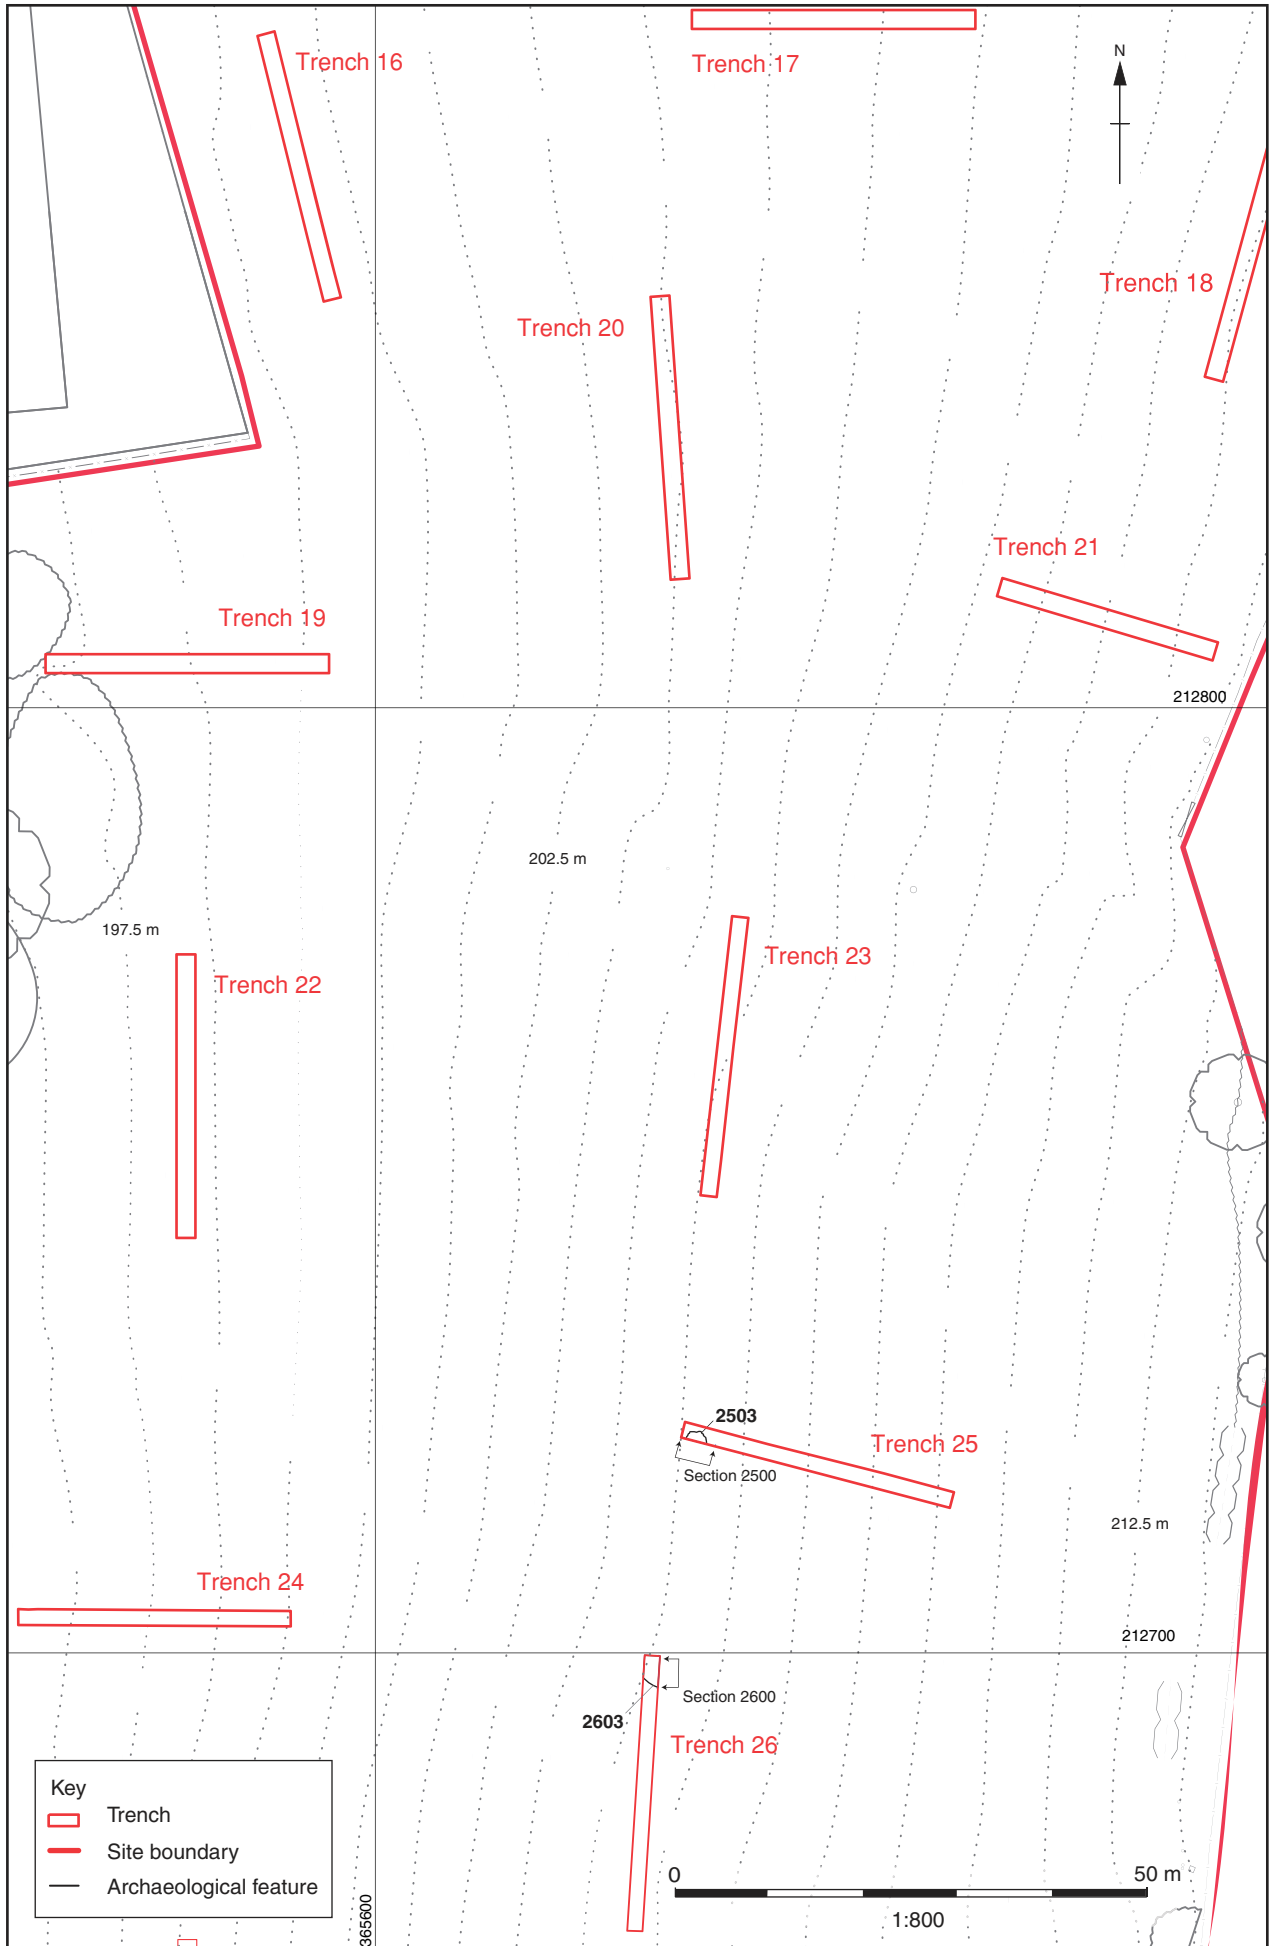 Trench 16
Trench 17
N
Trench 18
Trench 20
Trench 21
Trench 19
212800
202.5 m
197.5 m
Trench 22
Trench 23
2503
Trench 25
Section 2500
212.5 m
Trench 24
212700
Section 2600
2603
Trench 26
Key
Trench
Site boundary
Archaeological feature
365600
0
50 m
1:800